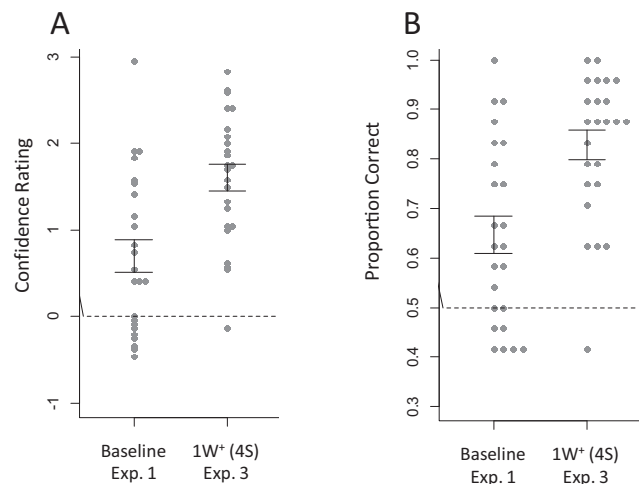 A
B
Confidence Rating
3
2
1
0
-1
Baseline
Exp. 1
1W⁺ (4S)
Exp. 3
Proportion Correct
1.0
0.9
0.8
0.7
0.6
0.5
0.4
0.3
Baseline
Exp. 1
1W⁺ (4S)
Exp. 3